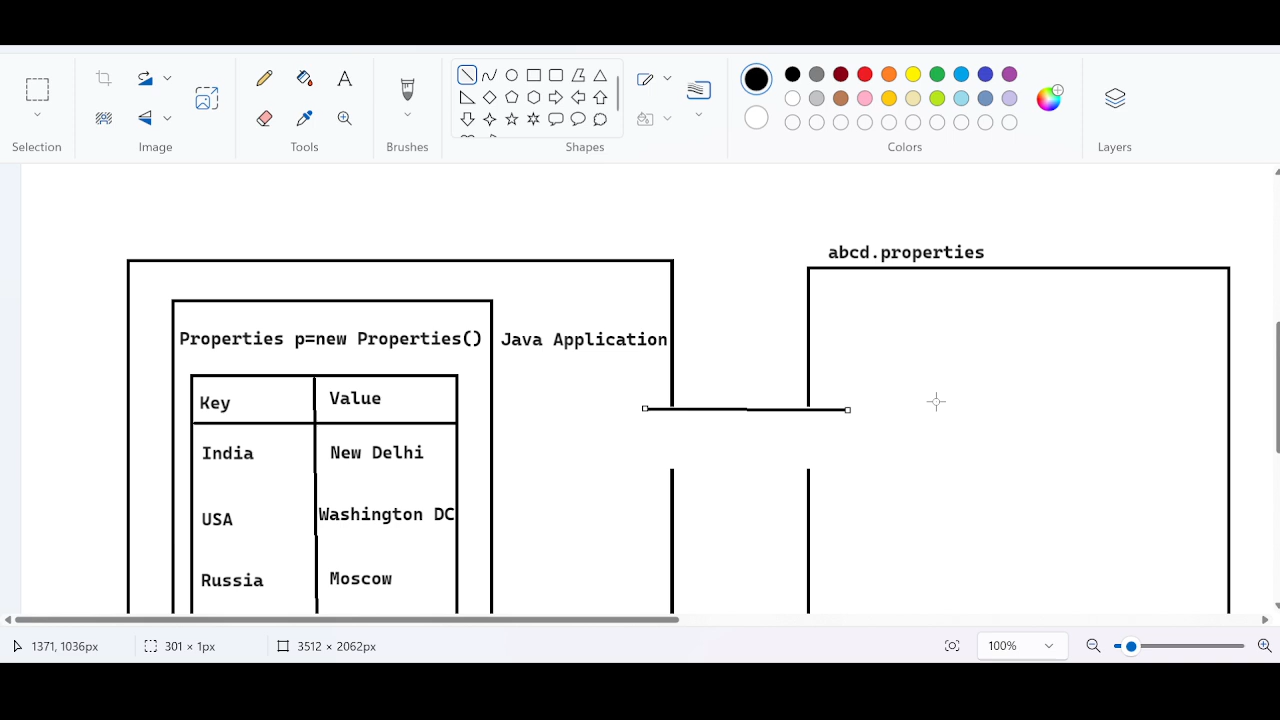 Selection
Image
Tools
Brushes
Shapes
Colors
Layers
abcd.properties
Properties p=new Properties()
Java Application
Key
Value
India
New Delhi
USA
Washington DC
Russia
Moscow
1371, 1036px
301 × 1px
3512 × 2062px
100%